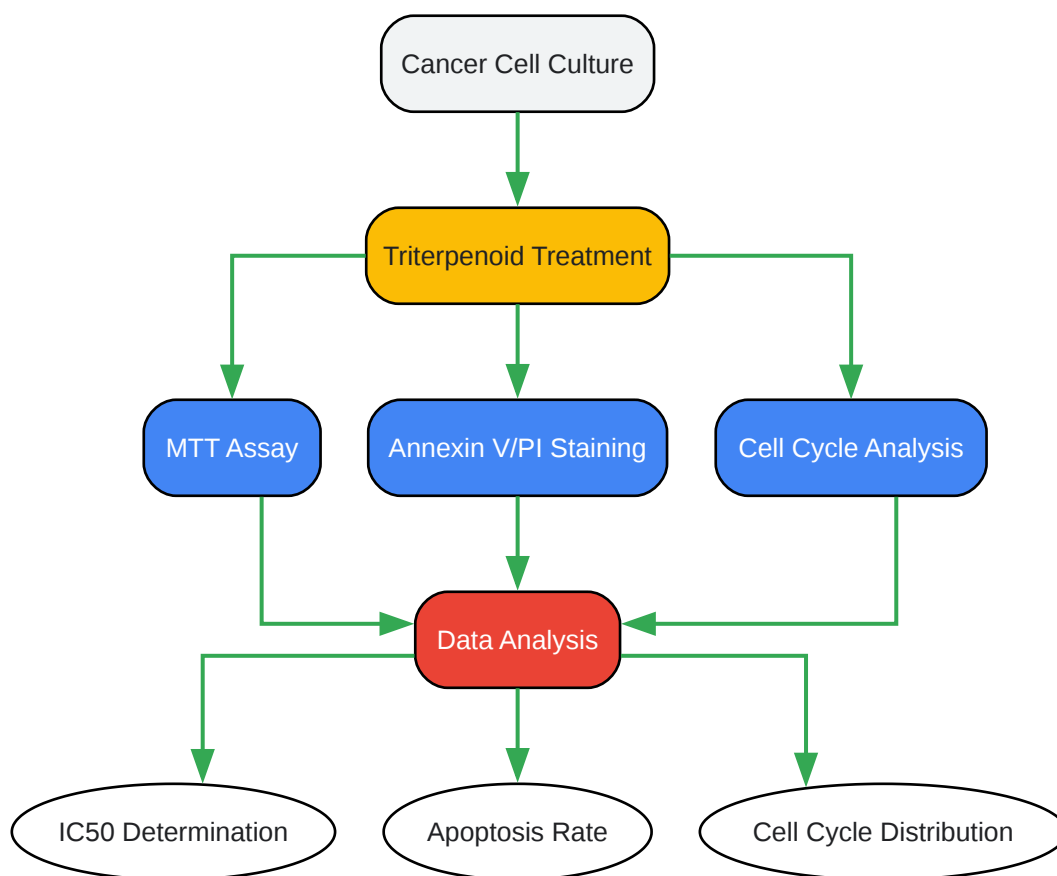 Cancer Cell Culture
Triterpenoid Treatment
MTT Assay
Annexin V/PI Staining
Cell Cycle Analysis
Data Analysis
IC50 Determination
Apoptosis Rate
Cell Cycle Distribution